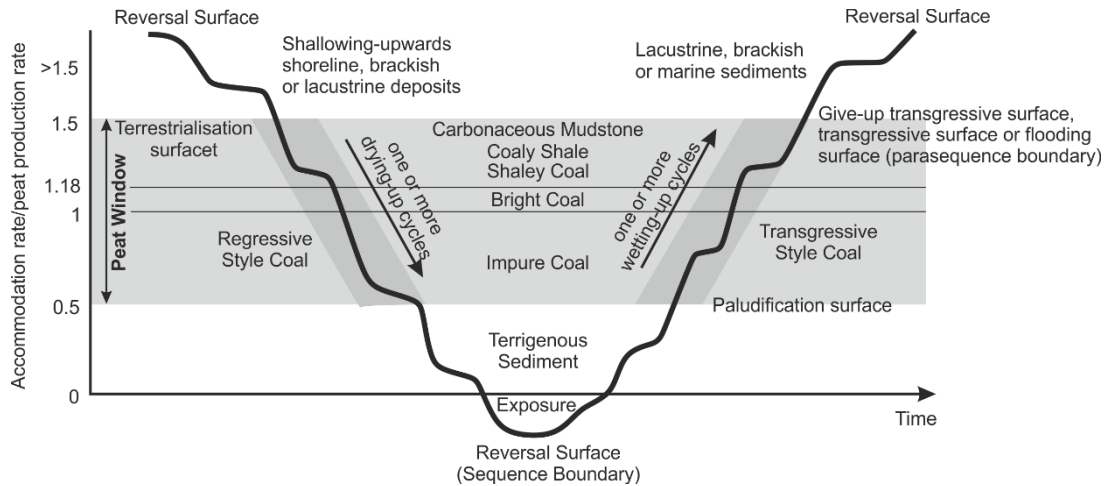 Reversal Surface
Reversal Surface
Shallowing-upwards
shoreline, brackish
or lacustrine deposits
Lacustrine, brackish
or marine sediments
Accommodation rate/peat production rate
>1.5
1.5
1.18
1
0.5
0
Peat Window
Terrestrialisation
surfacet
Carbonaceous Mudstone
Coaly Shale
Shaley Coal
Bright Coal
Impure Coal
one or more
drying-up cycles
one or more
wetting-up cycles
Give-up transgressive surface,
transgressive surface or flooding
surface (parasequence boundary)
Regressive
Style Coal
Transgressive
Style Coal
Paludification surface
Terrigenous
Sediment
Exposure
Time
Reversal Surface
(Sequence Boundary)